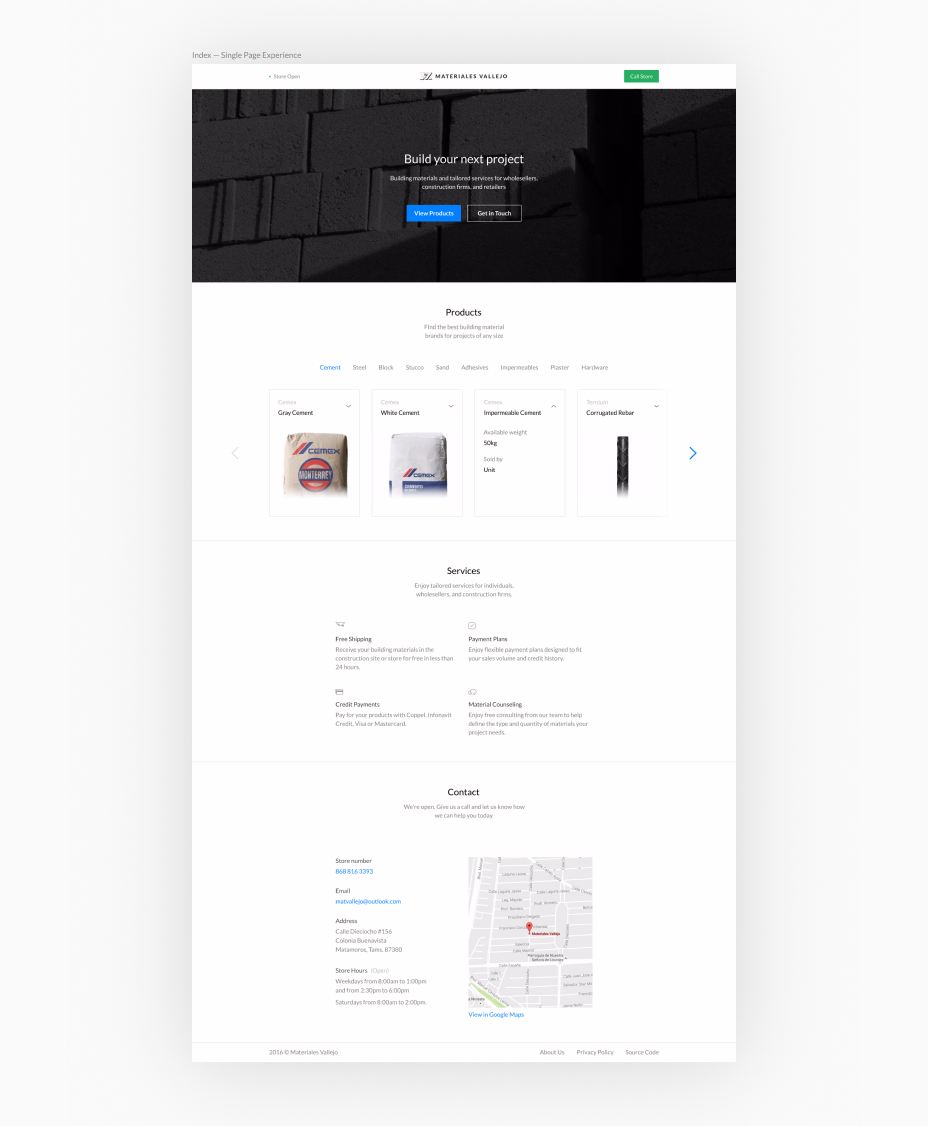 Index — Single Page Experience
Store Open
MATERIALES VALLEJO
Call Store
Build your next project
Building materials and tailored services for wholesellers,
construction firms, and retailers
View Products
Get in Touch
Products
Find the best building material
brands for projects of any size
Cement Steel Block Stucco Sand Adhesives Impermeables Plaster Hardware
Cemex
Gray Cement
CEMEX
MONTERREY
Cemex
White Cement
CEMEX
Cemex
Impermeable Cement
Available weight
50kg
Sold by
Unit
Ternium
Corrugated Rebar
Services
Enjoy tailored services for individuals,
wholesellers, and construction firms.
Free Shipping
Receive your building materials in the
construction site or store for free in less than
24 hours.
Payment Plans
Enjoy flexible payment plans designed to fit
your sales volume and credit history.
Credit Payments
Pay for your products with Coppel, Infonavit
Credit, Visa or Mastercard.
Material Counseling
Enjoy free consulting from our team to help
define the type and quantity of materials your
project needs.
Contact
We're open. Give us a call and let us know how
we can help you today.
Store number
868 816 3393
Email
matvallejo@outlook.com
Address
Calle Dieciocho #156
Colonia Buenavista
Matamoros, Tams. 87380
Store Hours (Open)
Weekdays from 8:00am to 1:00pm
and from 2:30pm to 6:00pm
Saturdays from 8:00am to 2:00pm.
Materiales Vallejo
Parroquia de Nuestra
Señora de Lourdes
View in Google Maps
2016 © Materiales Vallejo
About Us Privacy Policy Source Code